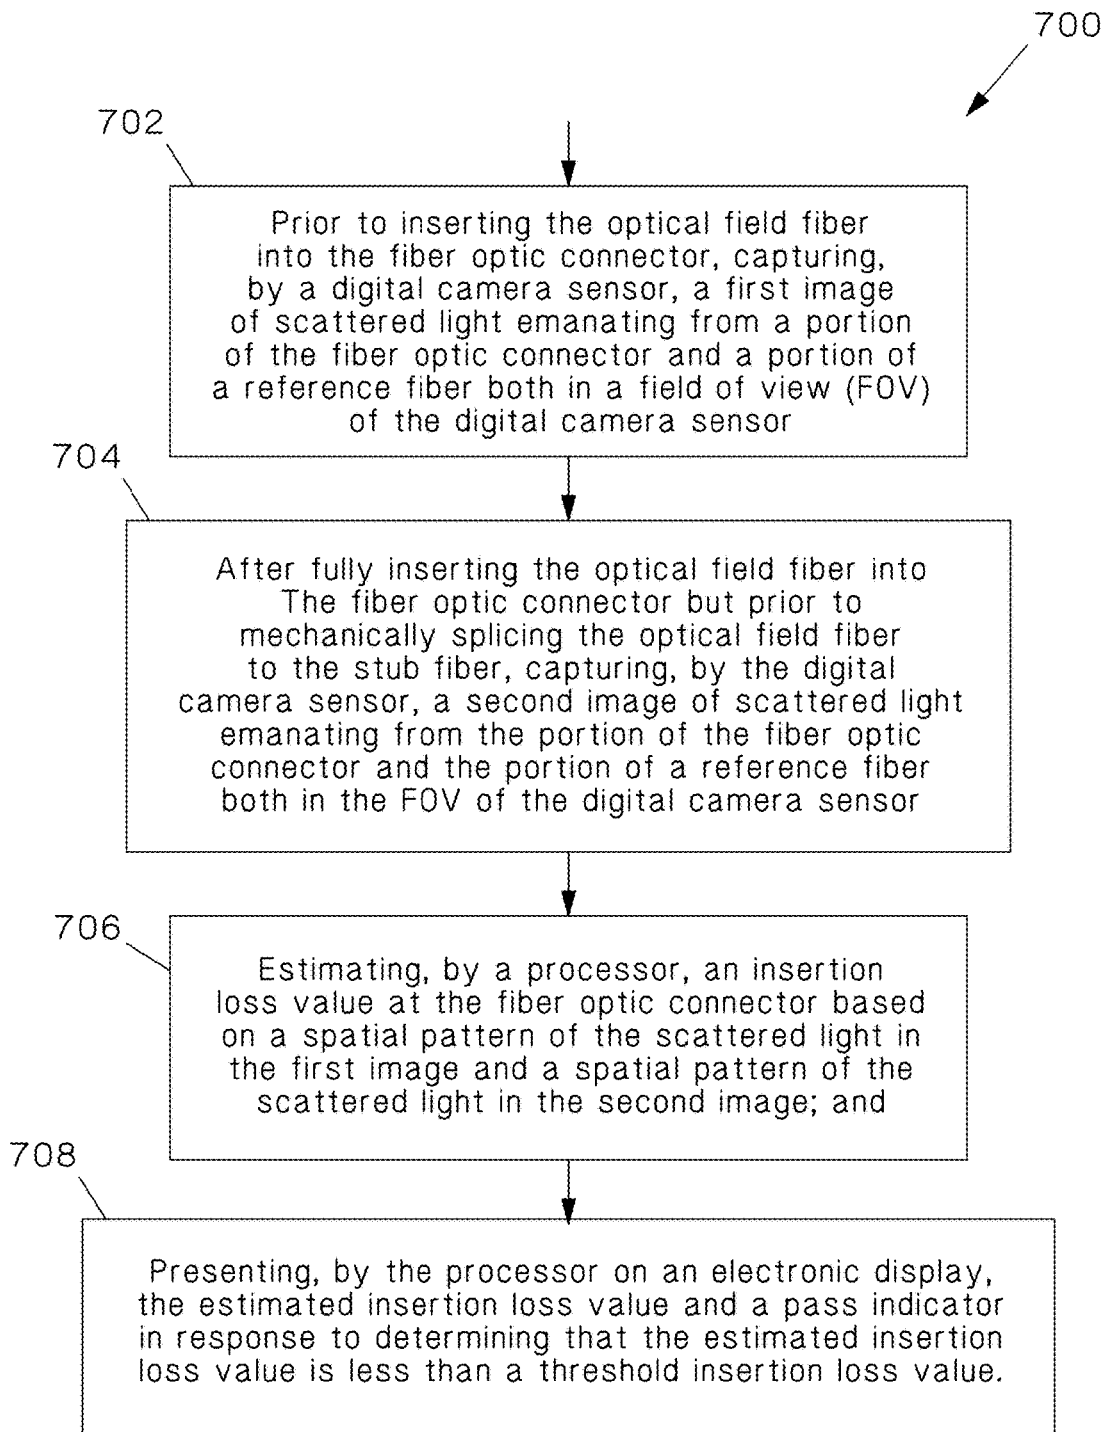 700
702
Prior to inserting the optical field fiber
into the fiber optic connector, capturing,
by a digital camera sensor, a first image
of scattered light emanating from a portion
of the fiber optic connector and a portion of
a reference fiber both in a field of view (FOV)
of the digital camera sensor
704
After fully inserting the optical field fiber into
The fiber optic connector but prior to
mechanically splicing the optical field fiber
to the stub fiber, capturing, by the digital
camera sensor, a second image of scattered light
emanating from the portion of the fiber optic
connector and the portion of a reference fiber
both in the FOV of the digital camera sensor
706
Estimating, by a processor, an insertion
loss value at the fiber optic connector based
on a spatial pattern of the scattered light in
the first image and a spatial pattern of the
scattered light in the second image; and
708
Presenting, by the processor on an electronic display,
the estimated insertion loss value and a pass indicator
in response to determining that the estimated insertion
loss value is less than a threshold insertion loss value.